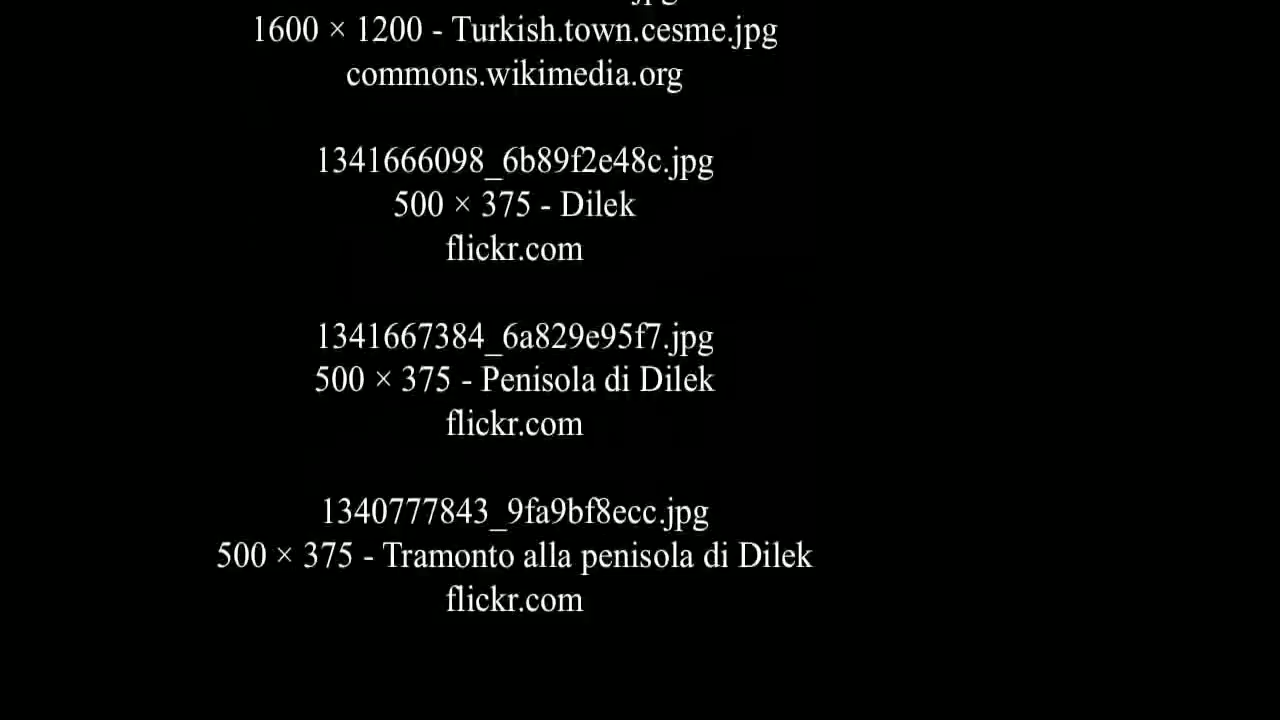 1600 × 1200 - Turkish.town.cesme.jpg
commons.wikimedia.org
1341666098_6b89f2e48c.jpg
500 × 375 - Dilek
flickr.com
1341667384_6a829e95f7.jpg
500 × 375 - Penisola di Dilek
flickr.com
1340777843_9fa9bf8ecc.jpg
500 × 375 - Tramonto alla penisola di Dilek
flickr.com